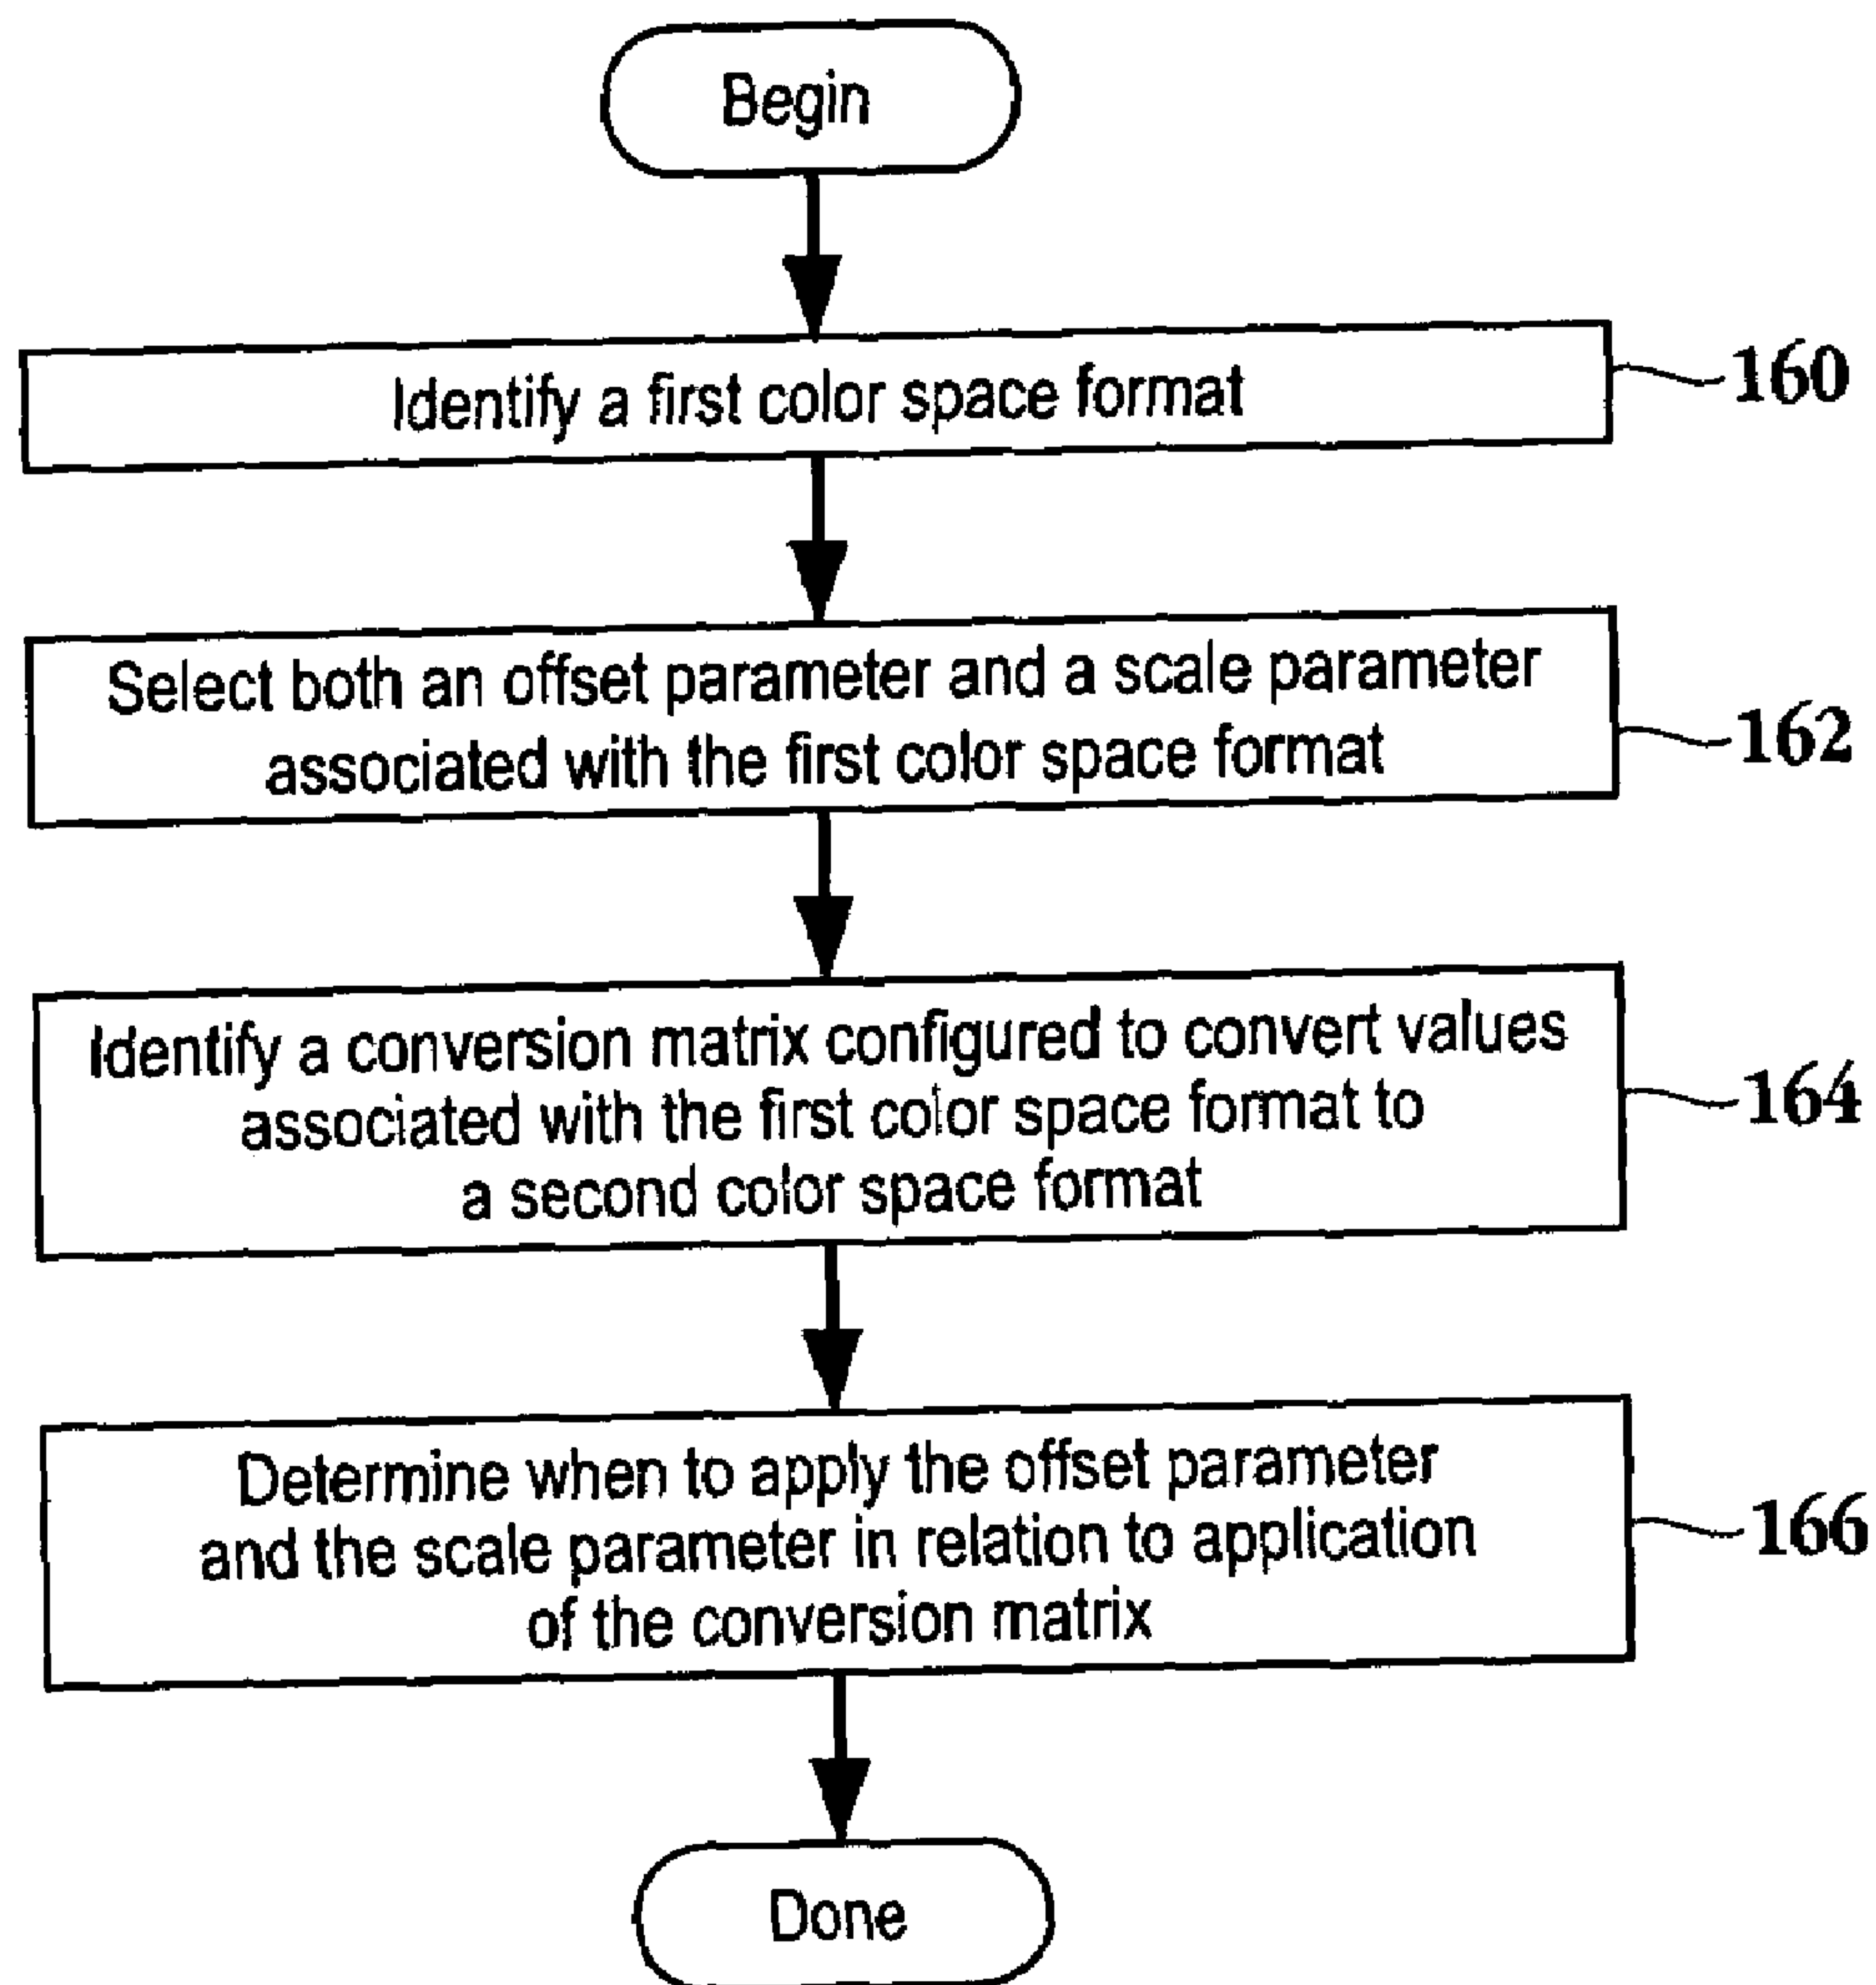 Begin
Identify a first color space format
160
Select both an offset parameter and a scale parameter
associated with the first color space format
162
Identify a conversion matrix configured to convert values
associated with the first color space format to
a second color space format
164
Determine when to apply the offset parameter
and the scale parameter in relation to application
of the conversion matrix
166
Done